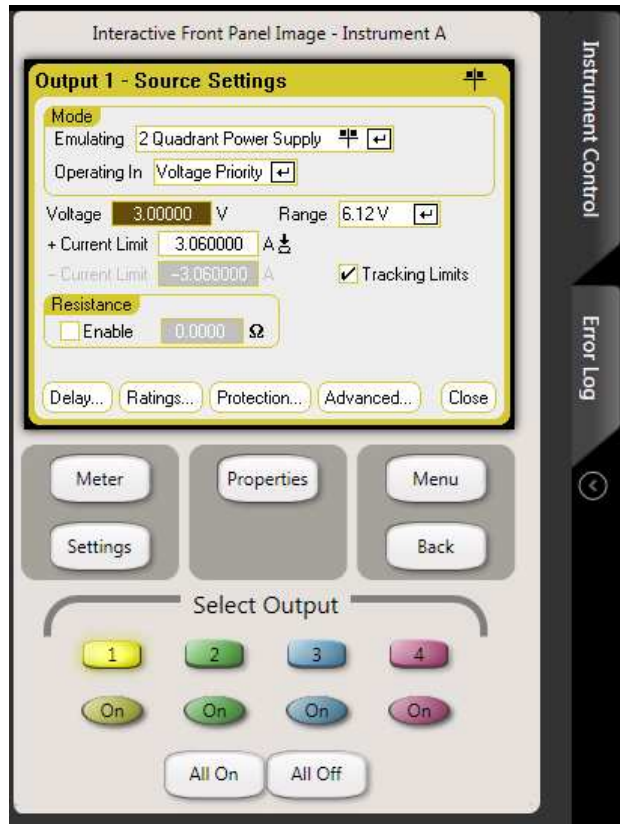 Interactive Front Panel Image - Instrument A
Output 1 - Source Settings
Mode
Emulating 2 Quadrant Power Supply
Operating In Voltage Priority
Voltage 3.00000 V Range 6.12 V
+ Current Limit 3.060000 A
- Current Limit -3.060000 A Tracking Limits
Resistance
Enable 0.0000 Ω
Delay... Ratings... Protection... Advanced... Close
Meter Properties Menu
Settings Back
Select Output
1 2 3 4
On On On On
All On All Off
Instrument Control
Error Log